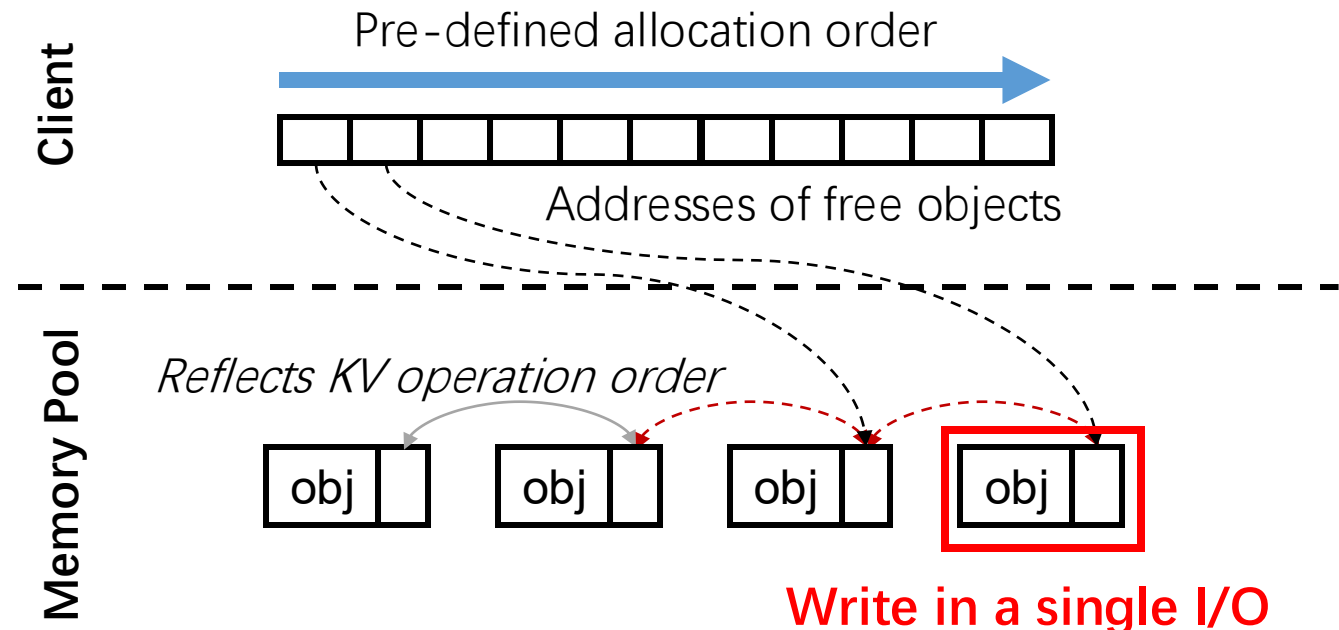 Client
Pre-defined allocation order
Addresses of free objects
Memory Pool
Reflects KV operation order
obj
obj
obj
obj
Write in a single I/O